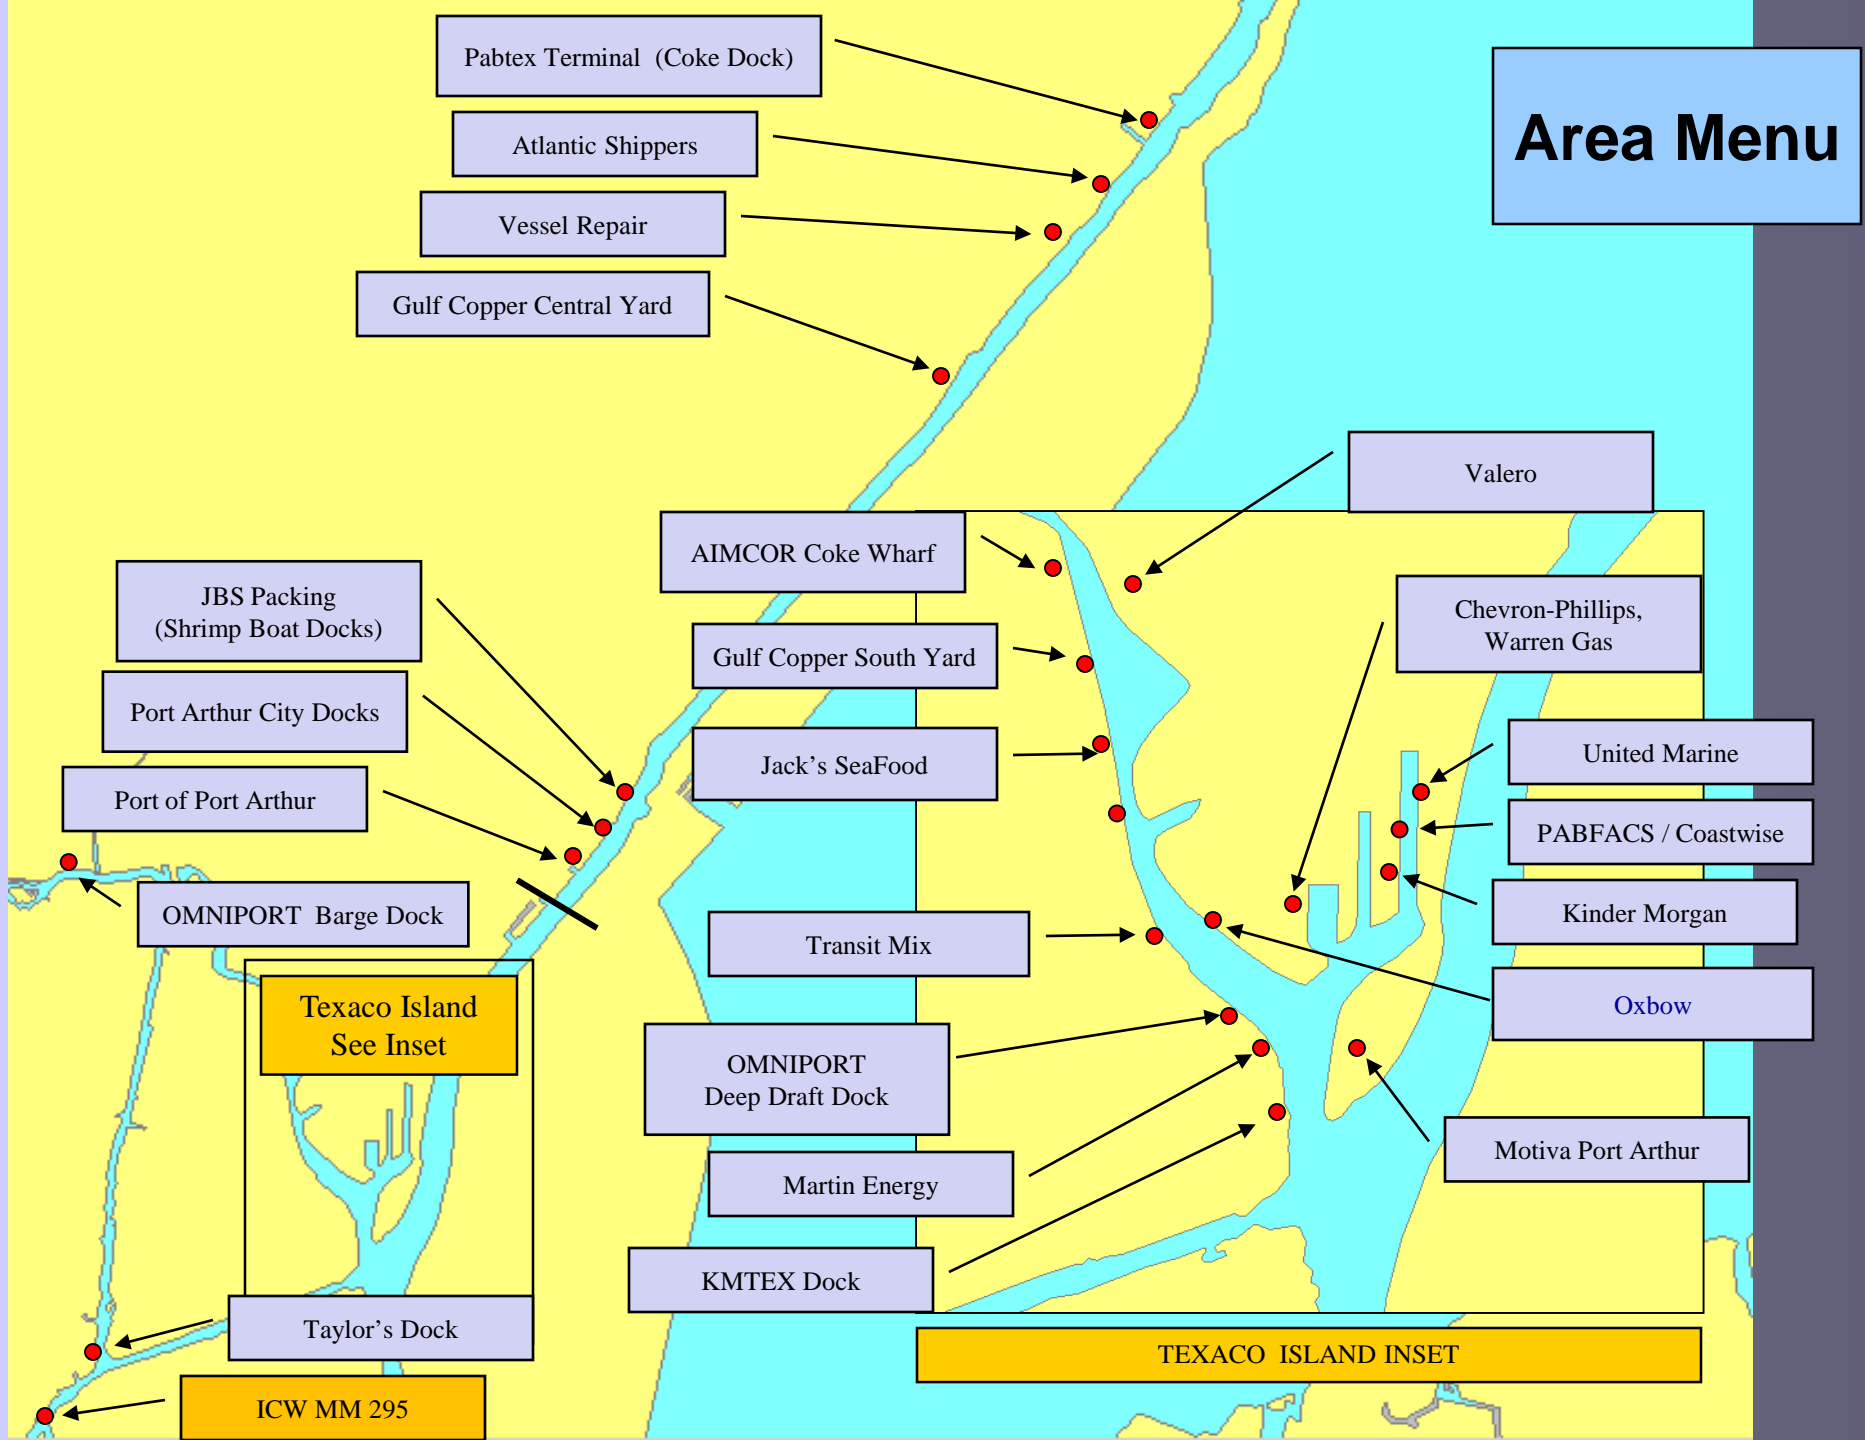 Pabtex Terminal (Coke Dock)
Area Menu
Atlantic Shippers
Vessel Repair
Gulf Copper Central Yard
Valero
AIMCOR Coke Wharf
JBS Packing
(Shrimp Boat Docks)
Chevron-Phillips,
Warren Gas
Gulf Copper South Yard
Port Arthur City Docks
United Marine
Jack's SeaFood
Port of Port Arthur
PABFACS / Coastwise
OMNIPORT Barge Dock
Kinder Morgan
Transit Mix
Texaco Island
See Inset
Oxbow
OMNIPORT
Deep Draft Dock
Motiva Port Arthur
Martin Energy
KMTEX Dock
Taylor's Dock
TEXACO ISLAND INSET
ICW MM 295